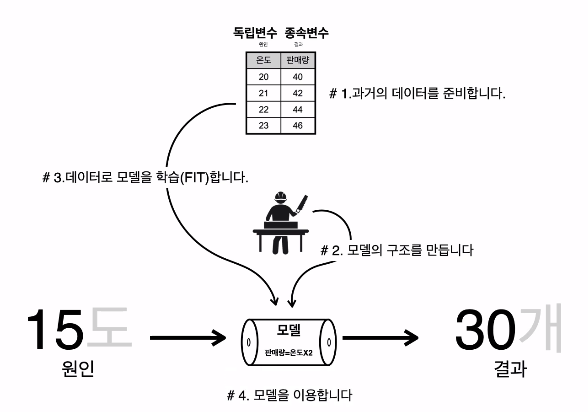 독립변수 종속변수
원인 결과
온도 판매량
20 40
21 42
22 44
23 46
# 1.과거의 데이터를 준비합니다.
# 3.데이터로 모델을 학습(FIT)합니다.
# 2. 모델의 구조를 만듭니다
15도
원인
모델
판매량=온도X2
30개
결과
# 4. 모델을 이용합니다